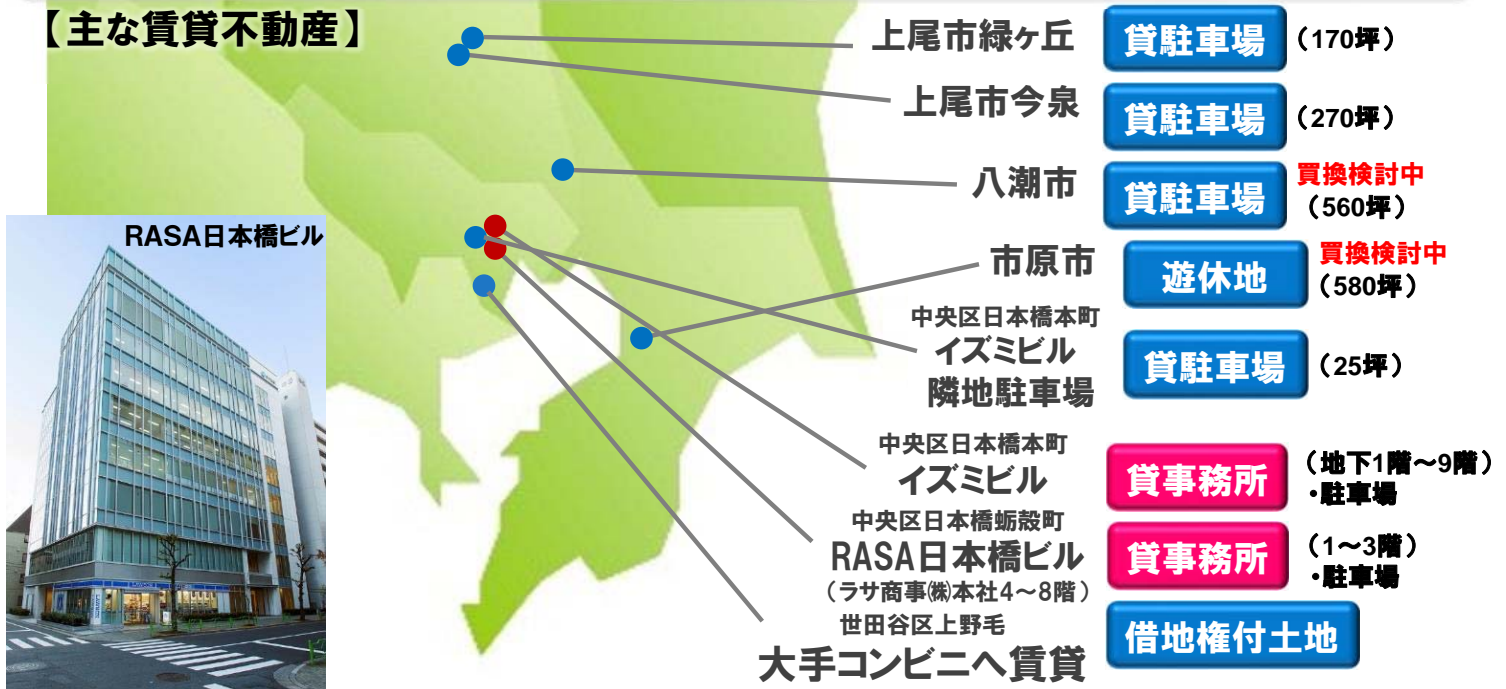 【主な賃貸不動産】
上尾市緑ヶ丘 貸駐車場 （170坪）
上尾市今泉 貸駐車場 （270坪）
八潮市 貸駐車場 買換検討中
（560坪）
RASA日本橋ビル
市原市 遊休地 買換検討中
（580坪）
中央区日本橋本町
イズミビル
隣地駐車場
貸駐車場 （25坪）
中央区日本橋本町
イズミビル
貸事務所 （地下1階～9階）
・駐車場
中央区日本橋蛎殻町
RASA日本橋ビル
（ラサ商事㈱本社4～8階）
貸事務所 （1～3階）
・駐車場
世田谷区上野毛
大手コンビニへ賃貸
借地権付土地